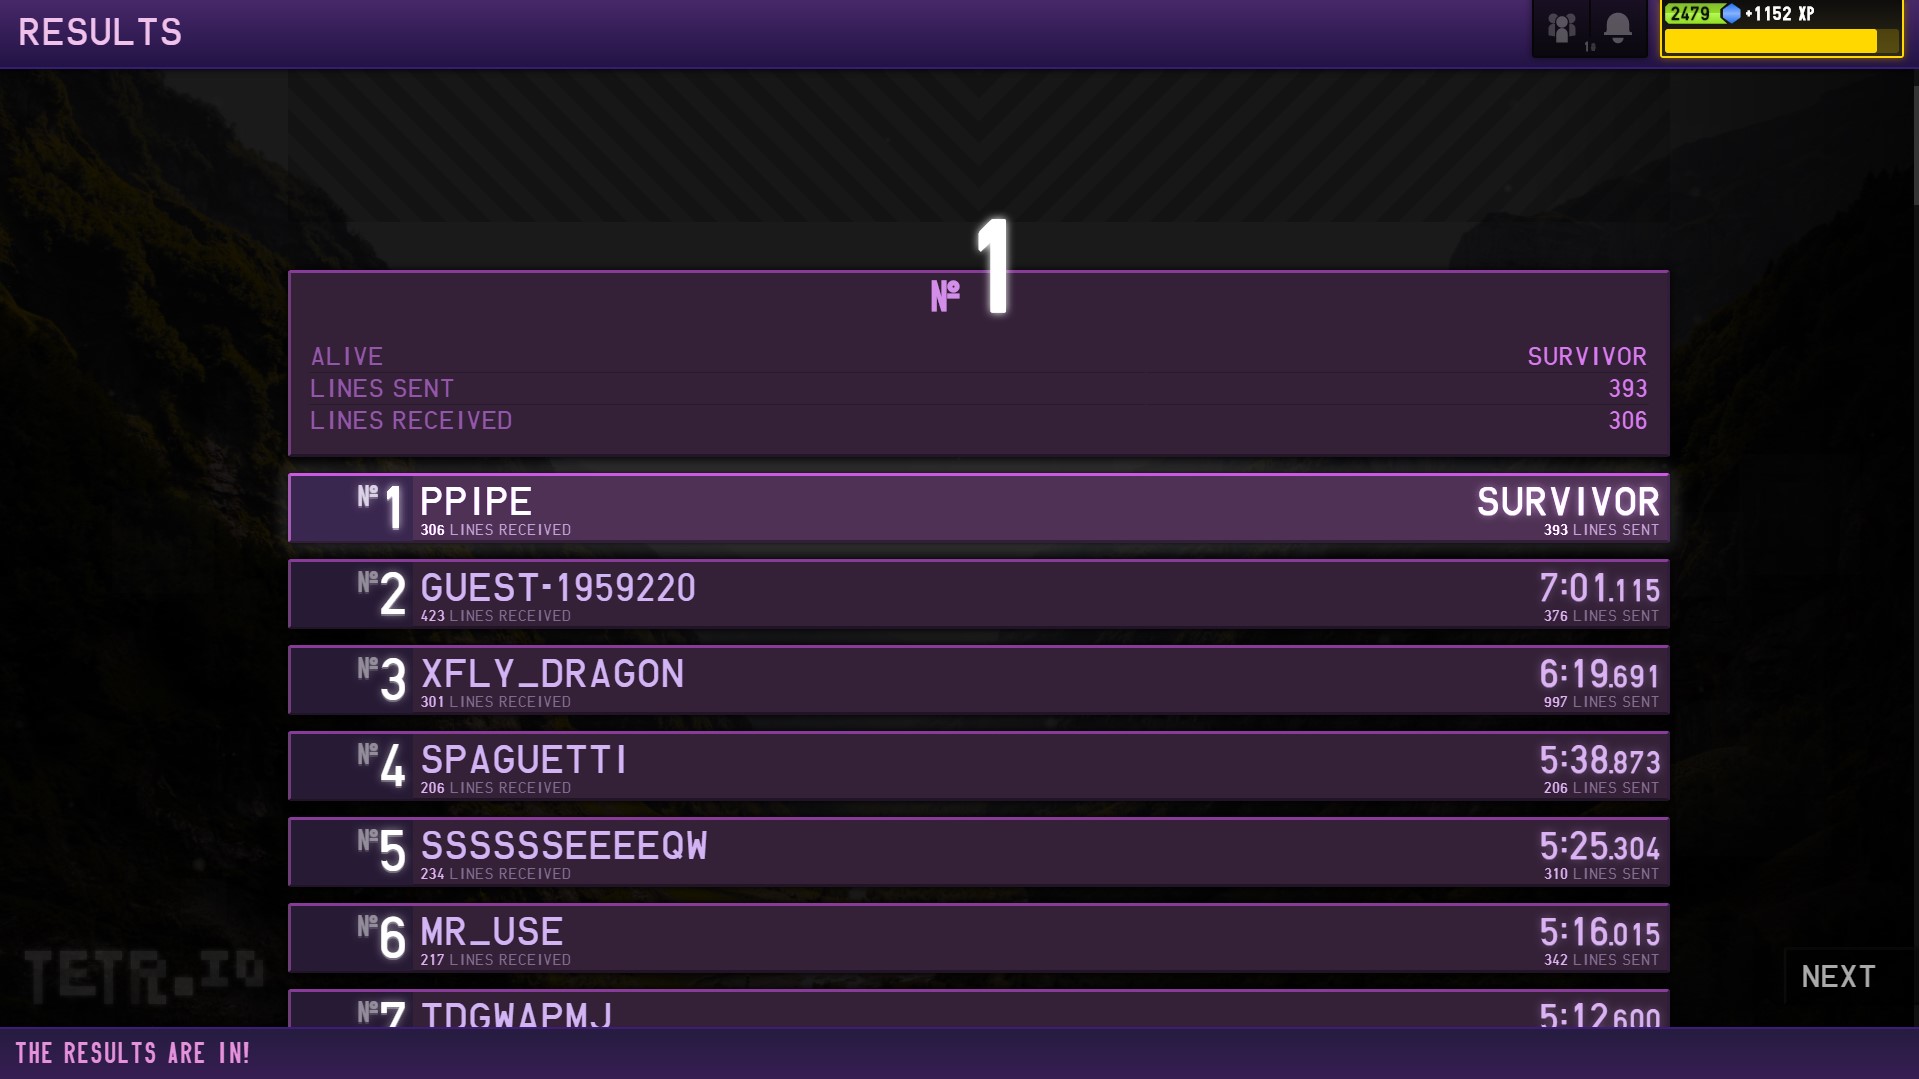 RESULTS
2479 +1152 XP
№ 1
ALIVE SURVIVOR
LINES SENT 393
LINES RECEIVED 306
№1 PPIPE SURVIVOR
306 LINES RECEIVED 393 LINES SENT
№2 GUEST-1959220 7:01.115
423 LINES RECEIVED 376 LINES SENT
№3 XFLY_DRAGON 6:19.691
301 LINES RECEIVED 997 LINES SENT
№4 SPAGUETTI 5:38.873
206 LINES RECEIVED 206 LINES SENT
№5 SSSSSSEEEEQW 5:25.304
234 LINES RECEIVED 310 LINES SENT
№6 MR_USE 5:16.015
217 LINES RECEIVED 342 LINES SENT
№7 TDGWAPMJ 5:12.600
TETR.IO
NEXT
THE RESULTS ARE IN!